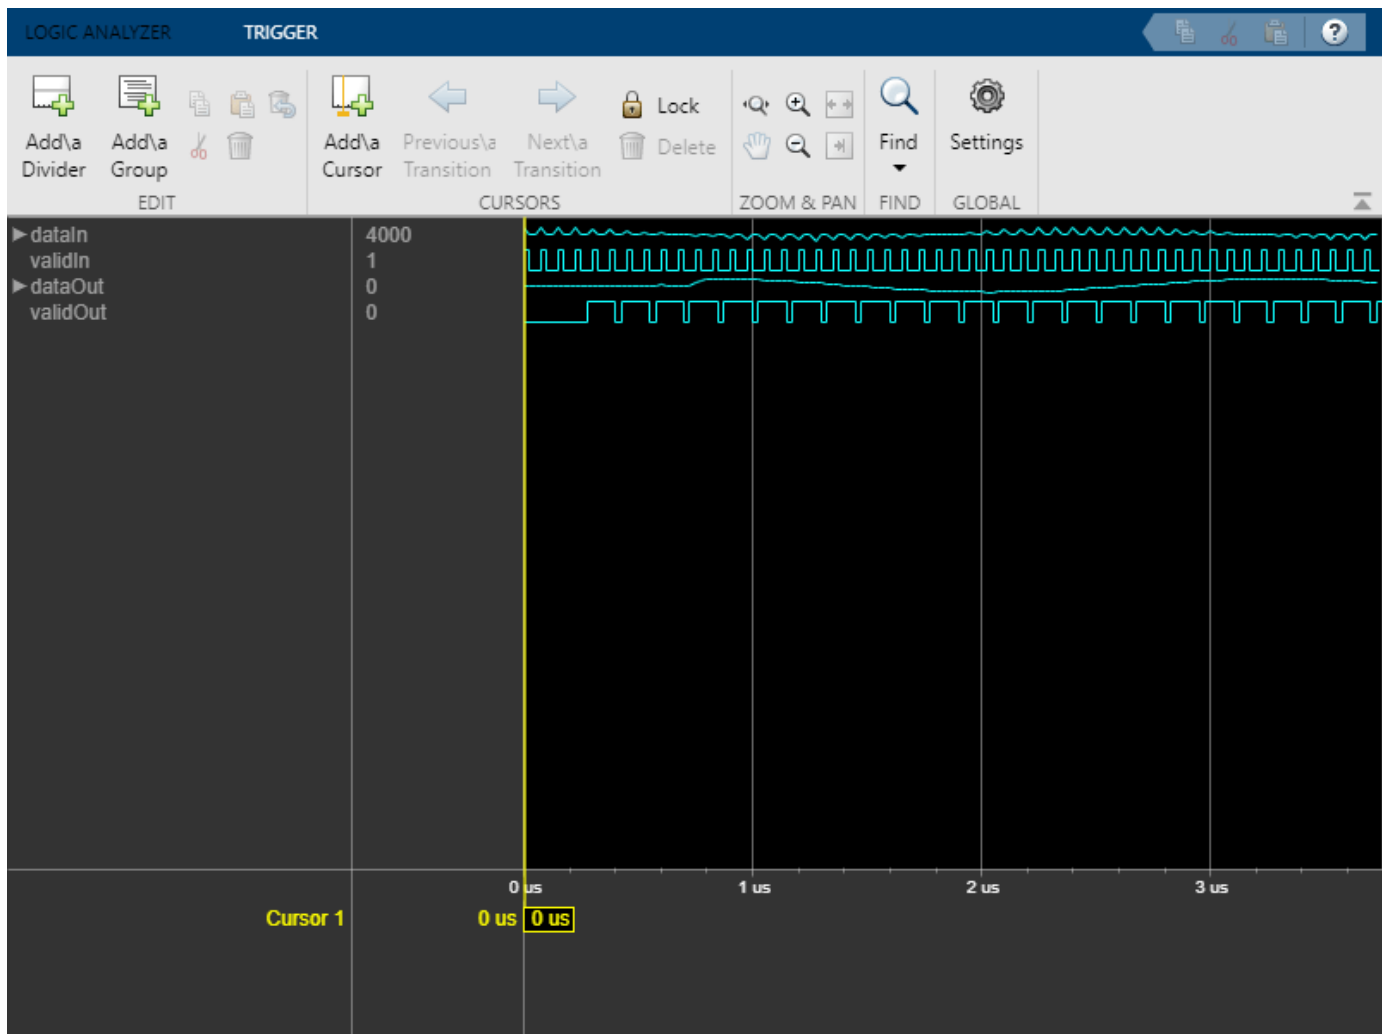 LOGIC ANALYZER TRIGGER ?
Add\a Add\a Add\a Previous\a Next\a Lock Find Settings
Divider Group Cursor Transition Transition Delete
EDIT CURSORS ZOOM & PAN FIND GLOBAL
dataIn 4000
validIn 1
dataOut 0
validOut 0
0 us 1 us 2 us 3 us
Cursor 1 0 us 0 us